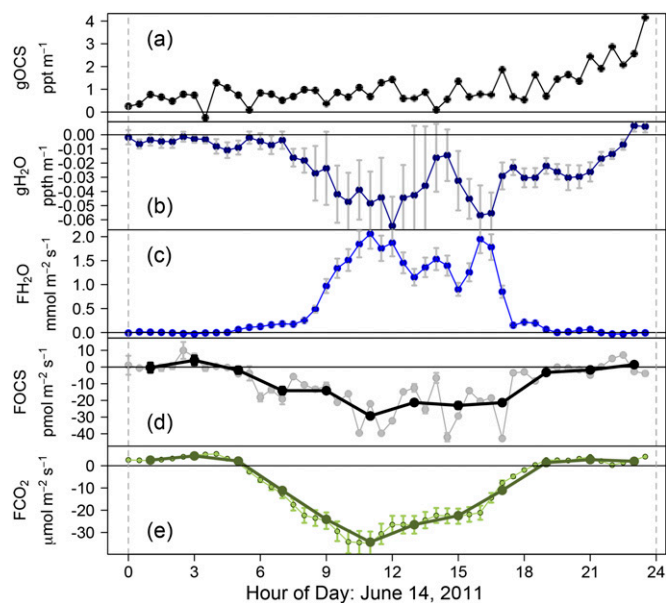 (a)
gOCS
ppt m⁻¹
4
3
2
1
0
(b)
gH₂O
ppth m⁻¹
0.00
-0.01
-0.02
-0.03
-0.04
-0.05
-0.06
(c)
FH₂O
mmol m⁻² s⁻¹
2.0
1.5
1.0
0.5
0.0
(d)
FOCS
pmol m⁻² s⁻¹
10
0
-10
-20
-30
-40
(e)
FCO₂
μmol m⁻² s⁻¹
0
-10
-20
-30
0 3 6 9 12 15 18 21 24
Hour of Day: June 14, 2011